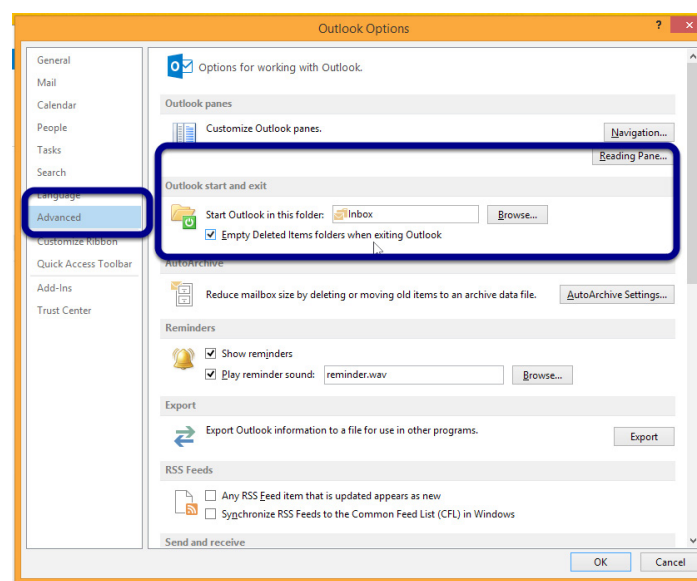 Outlook Options
?
General
Mail
Calendar
People
Tasks
Search
Language
Advanced
Customize Ribbon
Quick Access Toolbar
Add-Ins
Trust Center
Options for working with Outlook.
Outlook panes
Customize Outlook panes.
Navigation...
Reading Pane...
Outlook start and exit
Start Outlook in this folder: Inbox Browse...
Empty Deleted Items folders when exiting Outlook
AutoArchive
Reduce mailbox size by deleting or moving old items to an archive data file. AutoArchive Settings...
Reminders
Show reminders
Play reminder sound: reminder.wav Browse...
Export
Export Outlook information to a file for use in other programs.
Export
RSS Feeds
Any RSS Feed item that is updated appears as new
Synchronize RSS Feeds to the Common Feed List (CFL) in Windows
Send and receive
OK Cancel